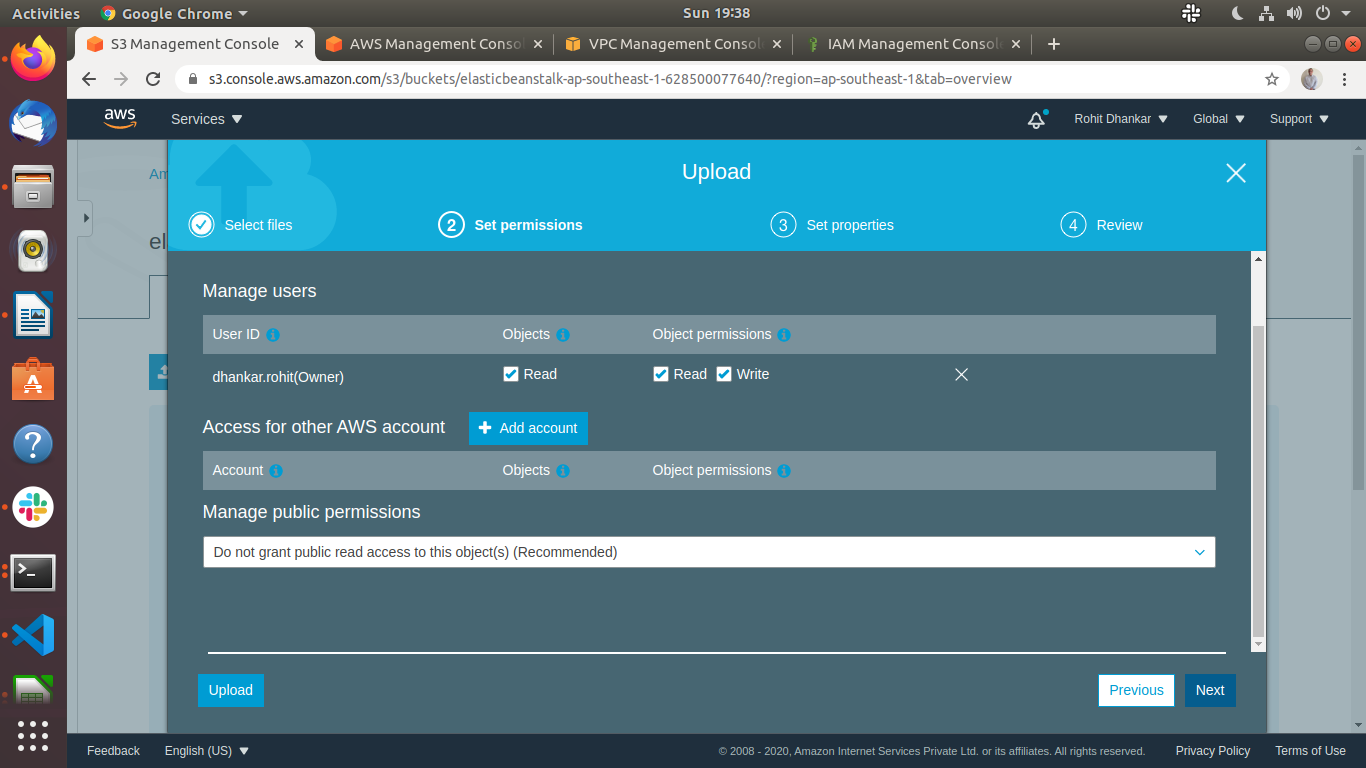 Activities
Google Chrome
Sun 19:38
S3 Management Console
AWS Management Consol
VPC Management Consol
IAM Management Consol
s3.console.aws.amazon.com/s3/buckets/elasticbeanstalk-ap-southeast-1-628500077640/?region=ap-southeast-1&tab=overview
aws
Services
Rohit Dhankar
Global
Support
Am
el
Upload
Select files
2 Set permissions
3 Set properties
4 Review
Manage users
User ID Objects Object permissions
dhankar.rohit(Owner) Read Read Write
Access for other AWS account
Add account
Account Objects Object permissions
Manage public permissions
Do not grant public read access to this object(s) (Recommended)
Upload
Previous
Next
Feedback
English (US)
© 2008 - 2020, Amazon Internet Services Private Ltd. or its affiliates. All rights reserved.
Privacy Policy
Terms of Use